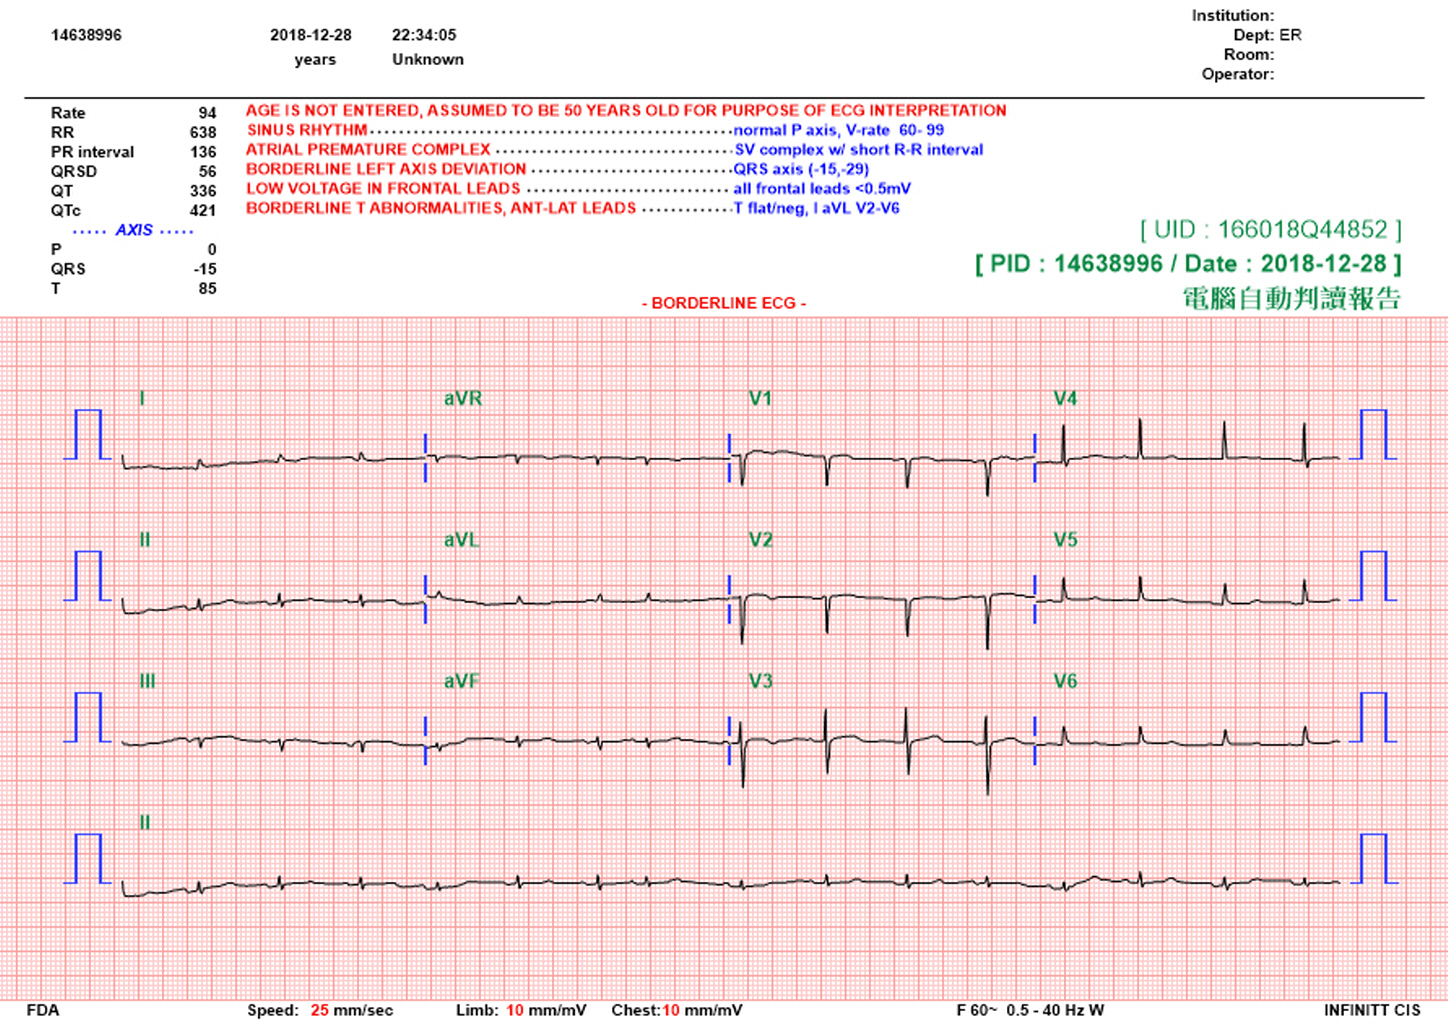 Institution:
14638996 2018-12-28 22:34:05 Dept: ER
years Unknown Room:
Operator:
Rate 94 AGE IS NOT ENTERED, ASSUMED TO BE 50 YEARS OLD FOR PURPOSE OF ECG INTERPRETATION
RR 638 SINUS RHYTHM normal P axis, V-rate 60- 99
PR interval 136 ATRIAL PREMATURE COMPLEX SV complex w/ short R-R interval
QRSD 56 BORDERLINE LEFT AXIS DEVIATION QRS axis (-15,-29)
QT 336 LOW VOLTAGE IN FRONTAL LEADS all frontal leads <0.5mV
QTc 421 BORDERLINE T ABNORMALITIES, ANT-LAT LEADS T flat/neg, I aVL V2-V6
····· AXIS ·····
[ UID : 166018Q44852 ]
P 0
QRS -15
[ PID : 14638996 / Date : 2018-12-28 ]
T 85
電腦自動判讀報告
- BORDERLINE ECG -
I aVR V1 V4
II aVL V2 V5
III aVF V3 V6
II
FDA Speed: 25 mm/sec Limb: 10 mm/mV Chest:10 mm/mV F 60~ 0.5 - 40 Hz W INFINITT CIS